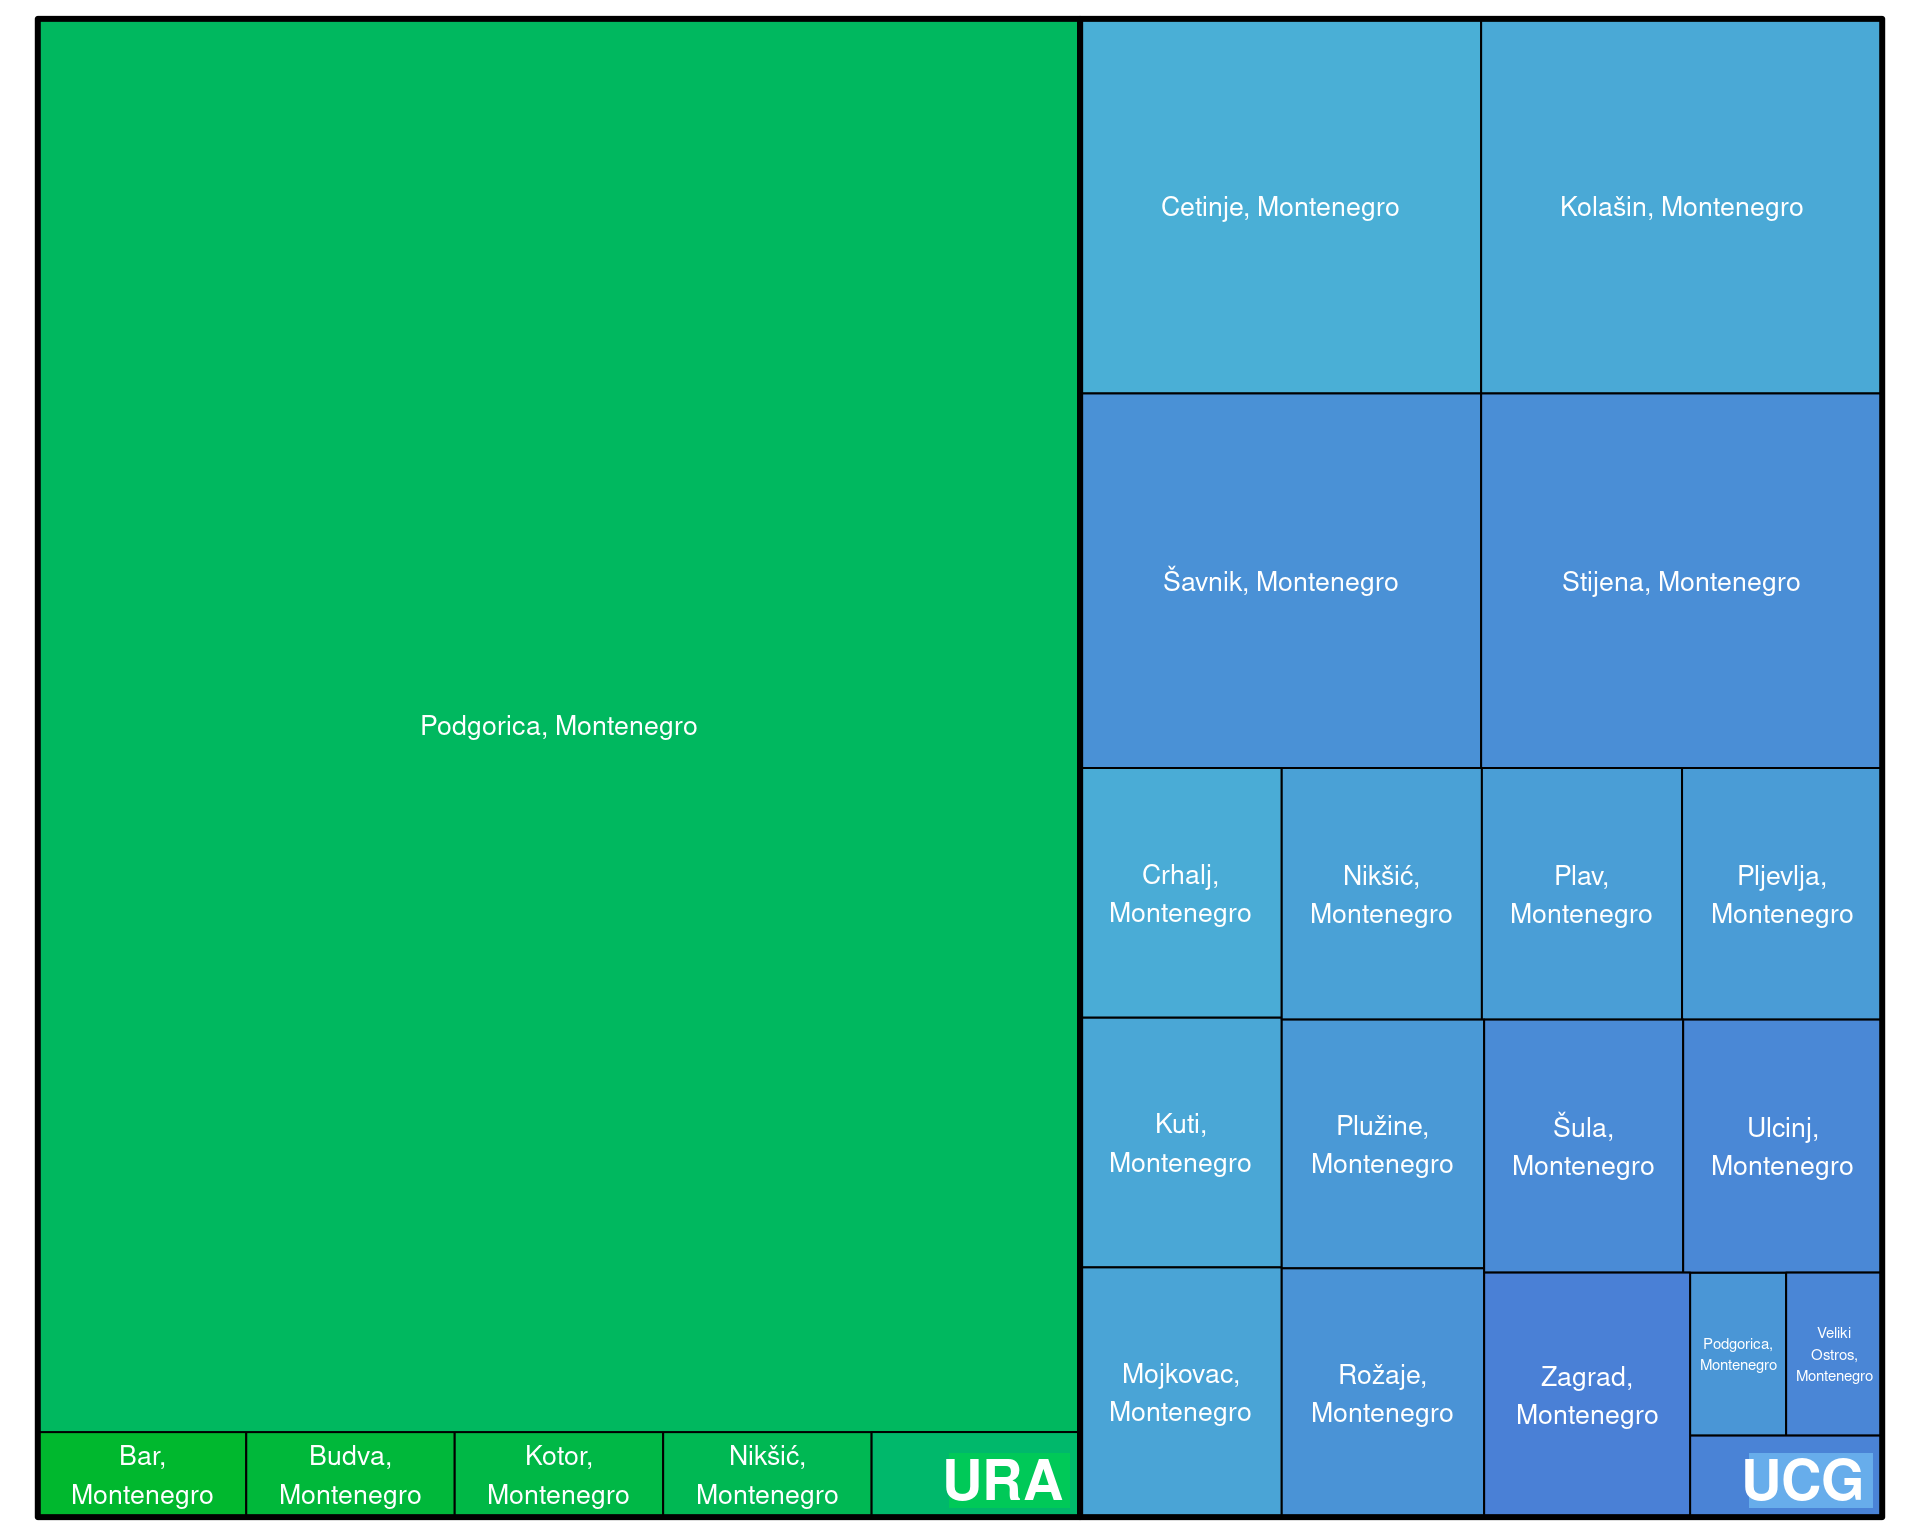 Cetinje, Montenegro
Kolašin, Montenegro
Šavnik, Montenegro
Stijena, Montenegro
Podgorica, Montenegro
Crhalj,
Montenegro
Nikšić,
Montenegro
Plav,
Montenegro
Pljevlja,
Montenegro
Kuti,
Montenegro
Plužine,
Montenegro
Šula,
Montenegro
Ulcinj,
Montenegro
Mojkovac,
Montenegro
Rožaje,
Montenegro
Zagrad,
Montenegro
Podgorica,
Montenegro
Veliki
Ostros,
Montenegro
Bar,
Montenegro
Budva,
Montenegro
Kotor,
Montenegro
Nikšić,
Montenegro
URA
UCG